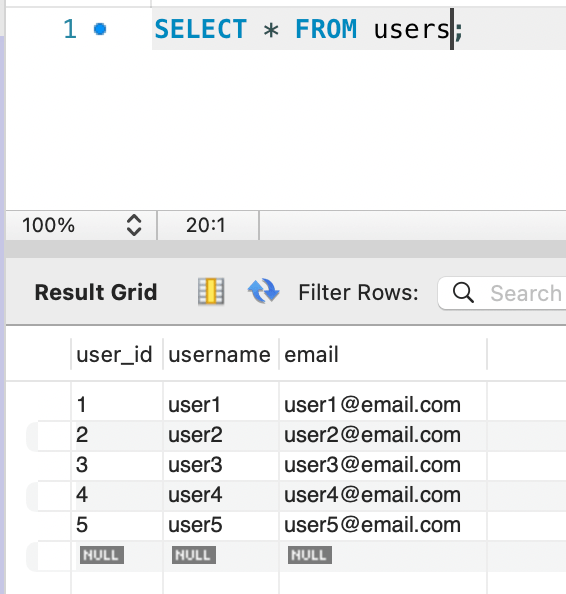 1 SELECT * FROM users;
100% 20:1
Result Grid Filter Rows: Search
user_id username email
1 user1 user1@email.com
2 user2 user2@email.com
3 user3 user3@email.com
4 user4 user4@email.com
5 user5 user5@email.com
NULL NULL NULL